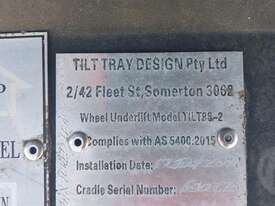 TILT TRAY DESIGN Pty Ltd
2/42 Fleet St, Somerton 3062
Wheel Underlift Model TILT8S-2
Complies with AS 5400:2015
Installation Date:
Cradle Serial Number: